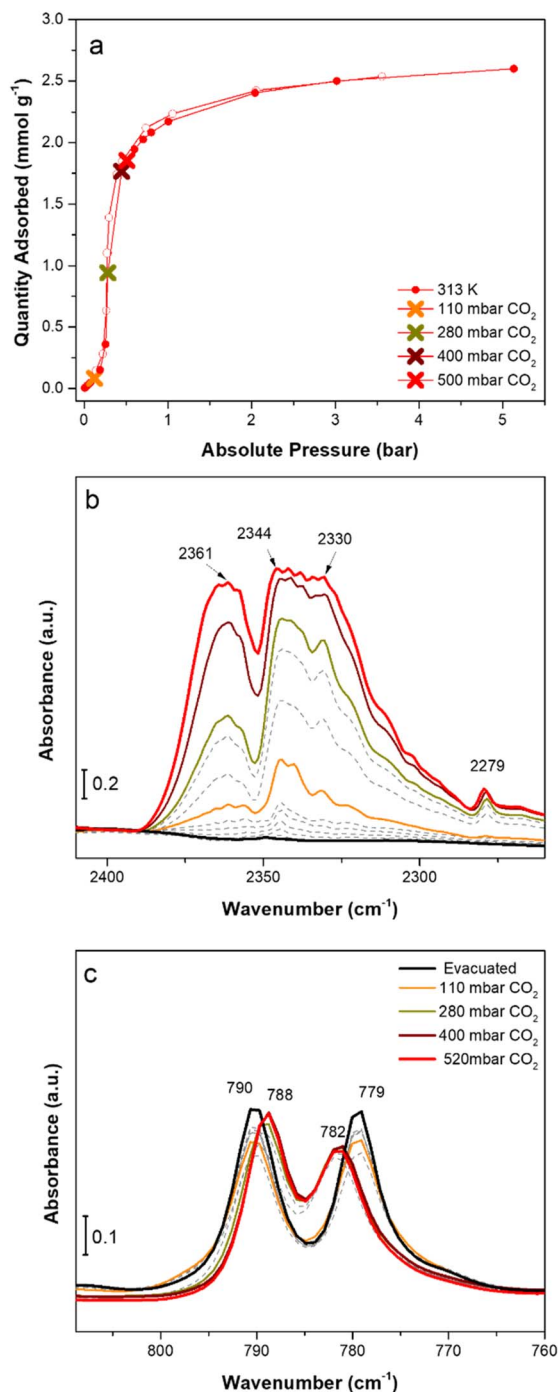 a
3.0
2.5
2.0
1.5
1.0
0.5
0.0
Quantity Adsorbed (mmol g⁻¹)
313 K
110 mbar CO₂
280 mbar CO₂
400 mbar CO₂
500 mbar CO₂
0 1 2 3 4 5
Absolute Pressure (bar)
b
2361
2344
2330
2279
0.2
Absorbance (a.u.)
2400 2350 2300
Wavenumber (cm⁻¹)
c
Evacuated
110 mbar CO₂
280 mbar CO₂
400 mbar CO₂
520mbar CO₂
790
788
782
779
0.1
Absorbance (a.u.)
800 790 780 770 760
Wavenumber (cm⁻¹)